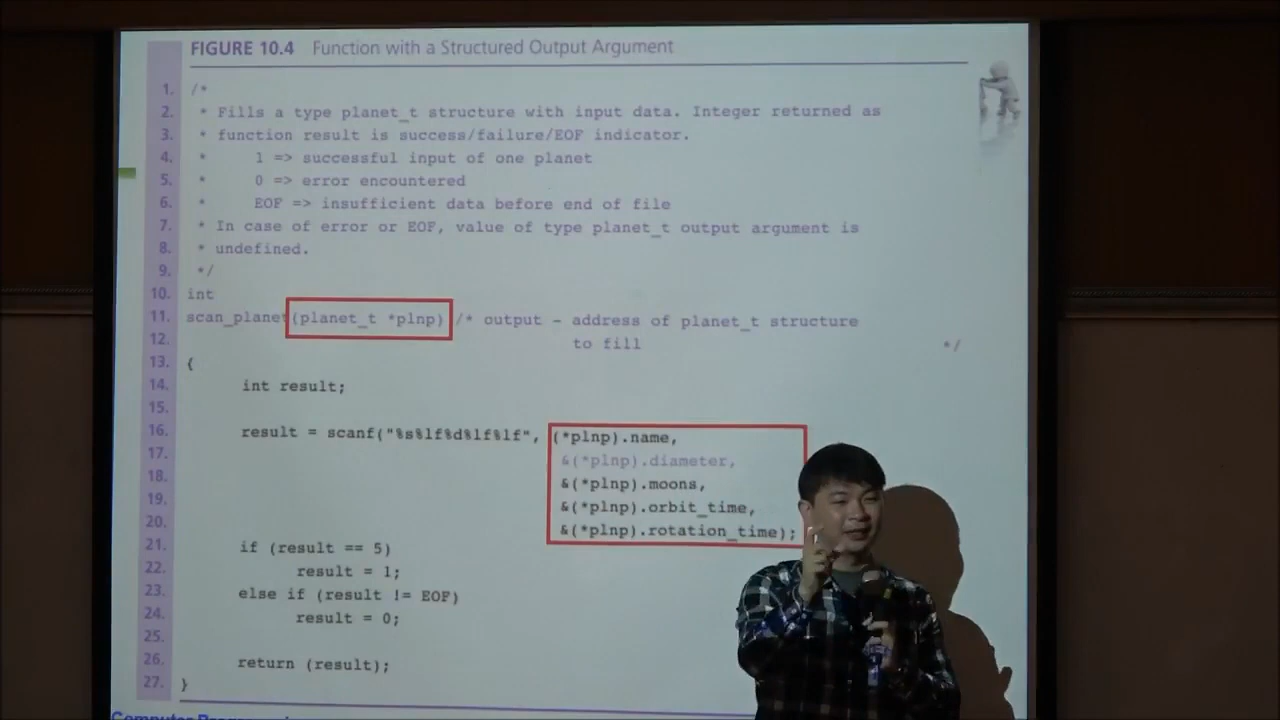 FIGURE 10.4 Function with a Structured Output Argument
1. /*
2. * Fills a type planet_t structure with input data. Integer returned as
3. * function result is success/failure/EOF indicator.
4. * 1 => successful input of one planet
5. * 0 => error encountered
6. * EOF => insufficient data before end of file
7. * In case of error or EOF, value of type planet_t output argument is
8. * undefined.
9. */
10. int
11. scan_planet(planet_t *plnp) /* output - address of planet_t structure
12. to fill */
13. {
14. int result;
15.
16. result = scanf("%s%lf%d%lf%lf", (*plnp).name,
17. &(*plnp).diameter,
18. &(*plnp).moons,
19. &(*plnp).orbit_time,
20. &(*plnp).rotation_time);
21. if (result == 5)
22. result = 1;
23. else if (result != EOF)
24. result = 0;
25.
26. return (result);
27. }
Computer